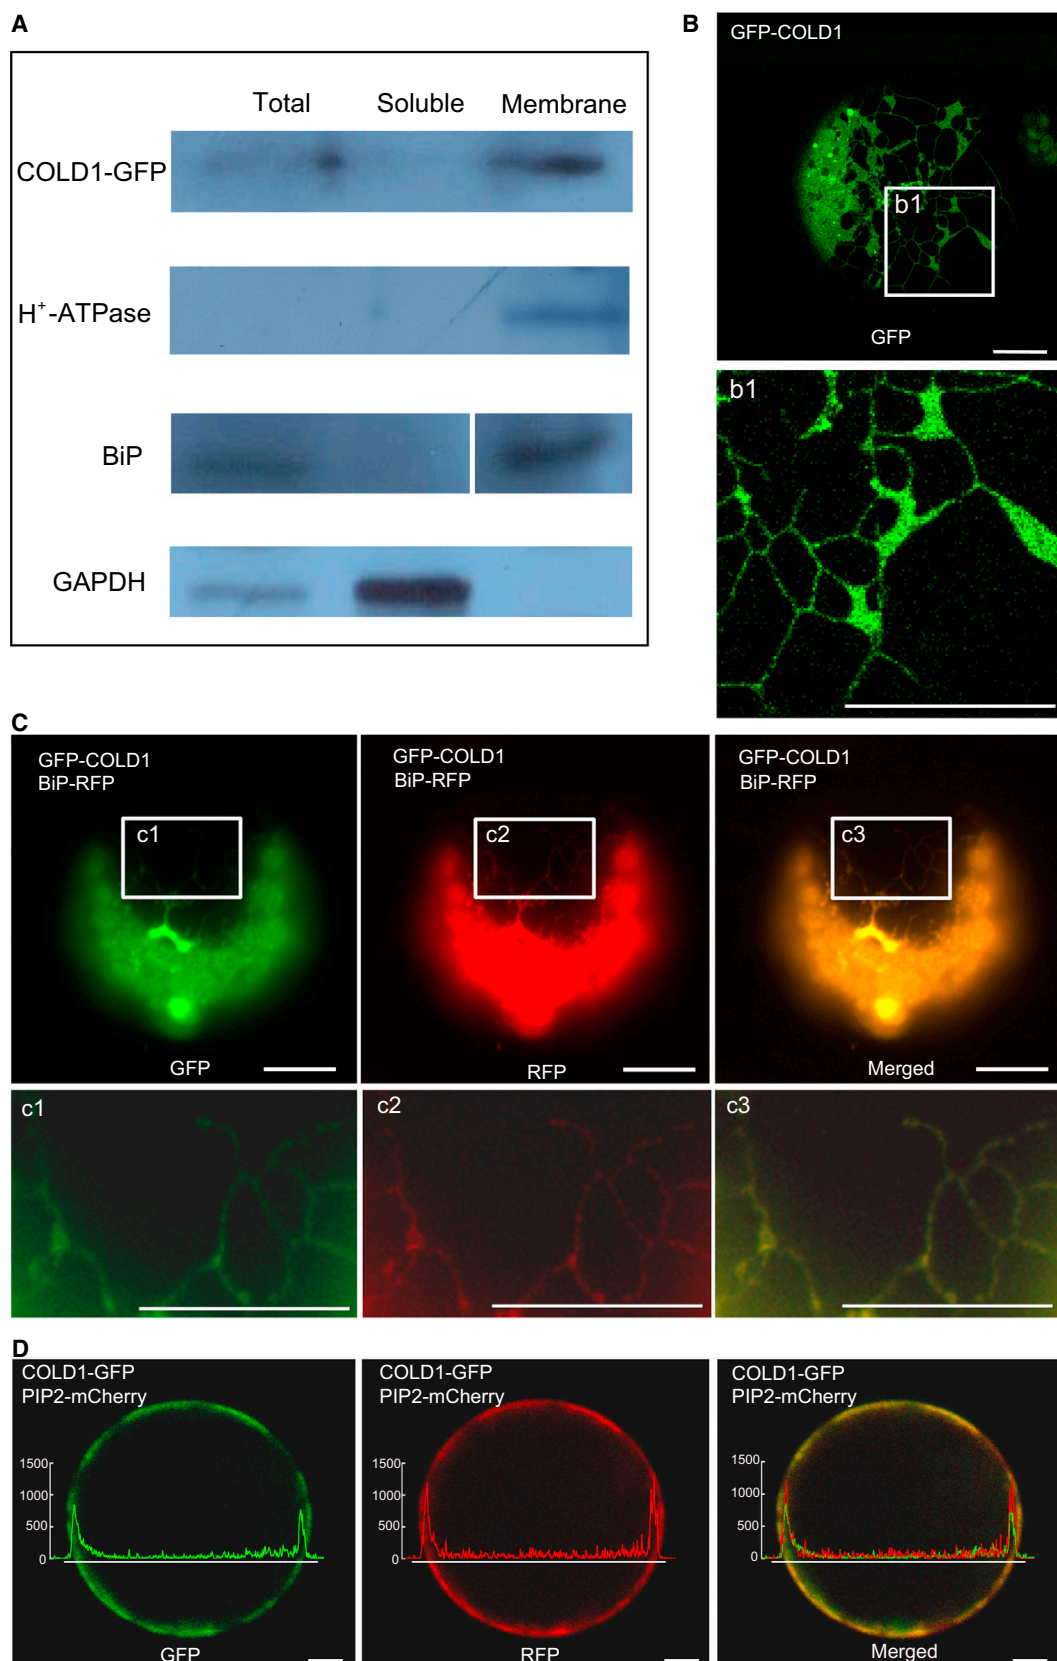 A
Total Soluble Membrane
COLD1-GFP
H⁺-ATPase
BiP
GAPDH
B
GFP-COLD1
b1
GFP
b1
C
GFP-COLD1
BiP-RFP
c1
GFP
GFP-COLD1
BiP-RFP
c2
RFP
GFP-COLD1
BiP-RFP
c3
Merged
c1
c2
c3
D
COLD1-GFP
PIP2-mCherry
1500
1000
500
0
GFP
COLD1-GFP
PIP2-mCherry
1500
1000
500
0
RFP
COLD1-GFP
PIP2-mCherry
1500
1000
500
0
Merged